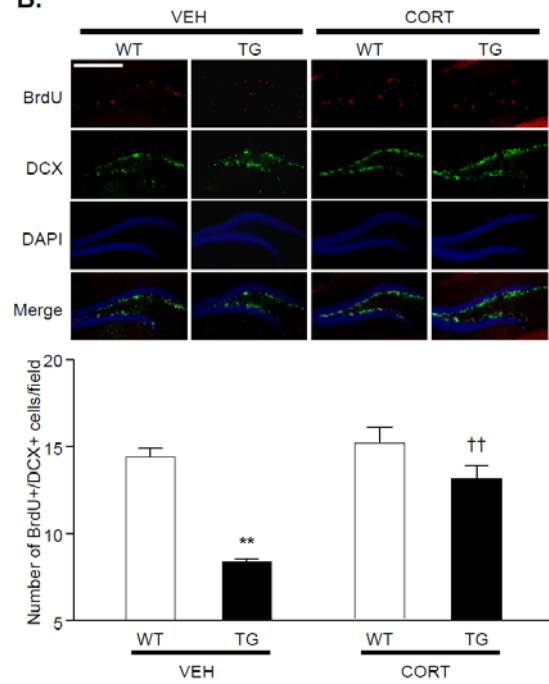 B.
VEH CORT
WT TG WT TG
BrdU
DCX
DAPI
Merge
Number of BrdU+/DCX+ cells/field
20
15
10
5
**
††
WT TG WT TG
VEH CORT